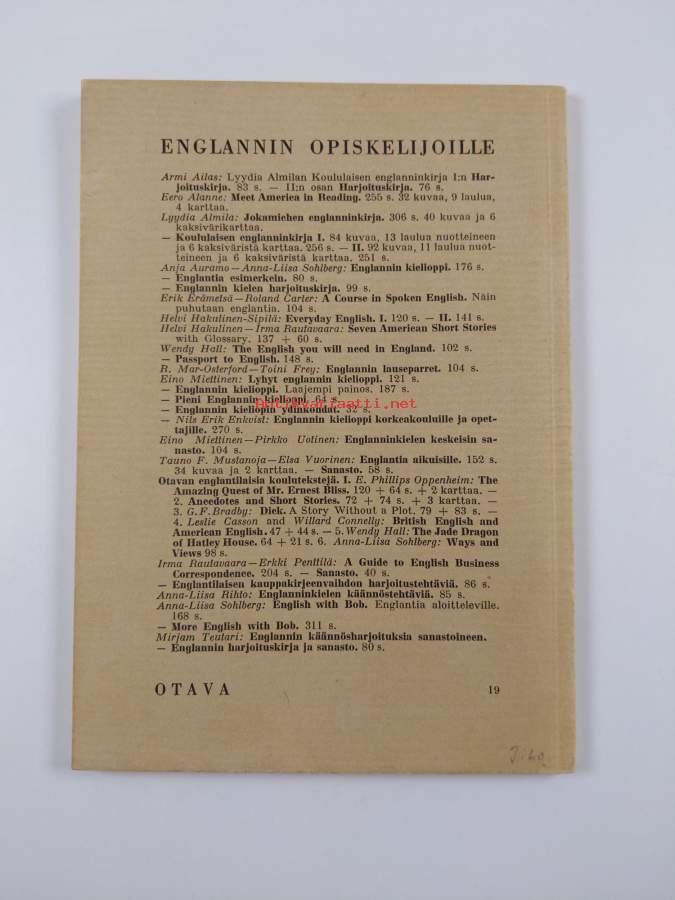 ENGLANNIN OPISKELIJOILLE
Armi Ailas: Lyydia Almilan Koululaisen englanninkirja I:n Har-
joituskirja. 83 s. — II:n osan Harjoituskirja. 76 s.
Eero Alanne: Meet America in Reading. 255 s. 32 kuvaa, 9 laulua,
4 karttaa.
Lyydia Almila: Jokamiehen englanninkirja. 306 s. 40 kuvaa ja 6
kaksivärikarttaa.
— Koululaisen englanninkirja I. 84 kuvaa, 13 laulua nuotteineen
ja 6 kaksiväristä karttaa. 256 s. — II. 92 kuvaa, 11 laulua nuot-
teineen ja 6 kaksiväristä karttaa. 251 s.
Anja Auramo—Anna-Liisa Sohlberg: Englannin kielioppi. 176 s.
— Englantia esimerkein. 80 s.
— Englannin kielen harjoituskirja. 99 s.
Erik Erämetsä—Roland Carter: A Course in Spoken English. Näin
puhutaan englantia. 104 s.
Helvi Hakulinen-Sipilä: Everyday English. I. 120 s. — II. 141 s.
Helvi Hakulinen—Irma Rautavaara: Seven American Short Stories
with Glossary. 137 + 60 s.
Wendy Hall: The English you will need in England. 102 s.
— Passport to English. 148 s.
R. Mar-Osterford—Toini Frey: Englannin lauseparret. 104 s.
Eino Miettinen: Lyhyt englannin kielioppi. 121 s.
— Englannin kielioppi. Laajempi painos. 187 s.
— Pieni Englannin kielioppi. 64 s.
Antikvariaatti.net
— Englannin kieliopin ydinkohdat. 32 s.
— Nils Erik Enkvist: Englannin kielioppi korkeakouluille ja opet-
tajille. 270 s.
Eino Miettinen—Pirkko Uotinen: Englanninkielen keskeisin sa-
nasto. 104 s.
Tauno F. Mustanoja—Elsa Vuorinen: Englantia aikuisille. 152 s.
34 kuvaa ja 2 karttaa. — Sanasto. 58 s.
Otavan englantilaisia koulutekstejä. I. E. Phillips Oppenheim: The
Amazing Quest of Mr. Ernest Bliss. 120 + 64 s. + 2 karttaa. —
2. Anecdotes and Short Stories. 72 + 74 s. + 3 karttaa. —
3. G. F. Bradby: Dick. A Story Without a Plot. 79 + 83 s. —
4. Leslie Casson and Willard Connelly: British English and
American English. 47 + 44 s. — 5. Wendy Hall: The Jade Dragon
of Hatley House. 64 + 21 s. 6. Anna-Liisa Sohlberg: Ways and
Views 98 s.
Irma Rautavaara—Erkki Penttilä: A Guide to English Business
Correspondence. 204 s. — Sanasto. 40 s.
— Englantilaisen kauppakirjeenvaihdon harjoitustehtäviä. 86 s.
Anna-Liisa Rihto: Englanninkielen käännöstehtäviä. 85 s.
Anna-Liisa Sohlberg: English with Bob. Englantia aloitteleville.
168 s.
— More English with Bob. 311 s.
Mirjam Teutari: Englannin käännösharjoituksia sanastoineen.
— Englannin harjoituskirja ja sanasto. 80 s.
OTAVA 19